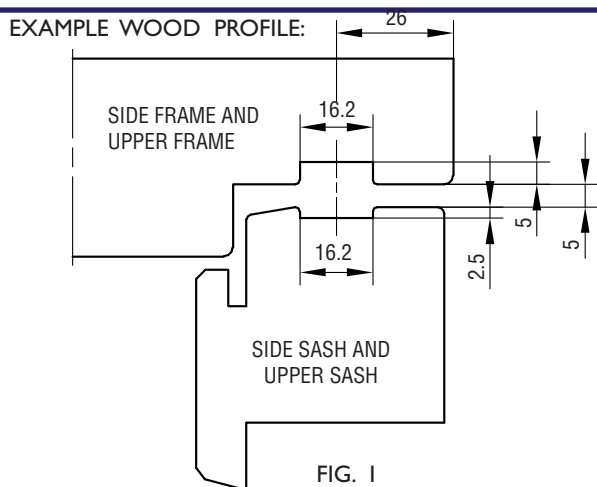 EXAMPLE WOOD PROFILE:
26
SIDE FRAME AND
UPPER FRAME
16.2
5
5
2.5
16.2
SIDE SASH AND
UPPER SASH
FIG. 1